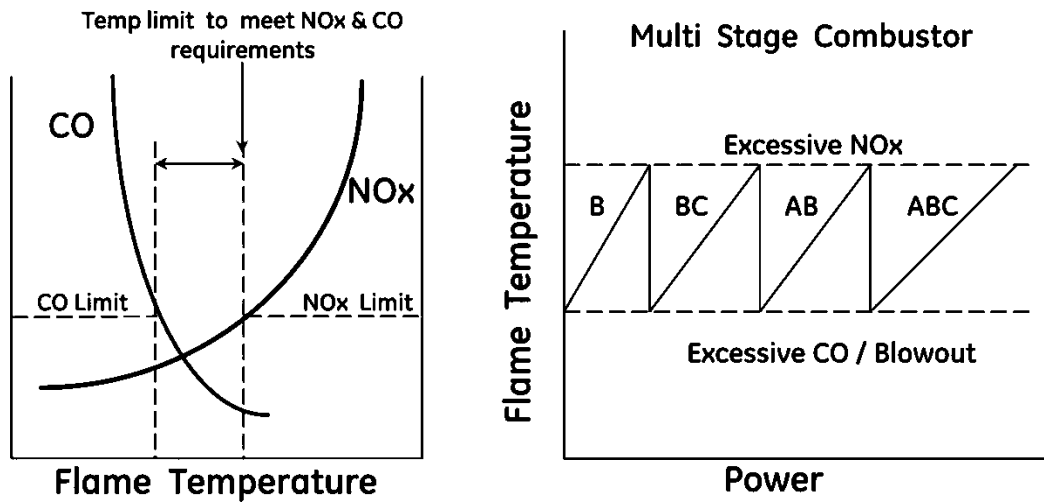 Temp limit to meet NOx & CO
requirements
CO
NOx
CO Limit
NOx Limit
Flame Temperature
Multi Stage Combustor
Flame Temperature
Excessive NOx
B
BC
AB
ABC
Excessive CO / Blowout
Power